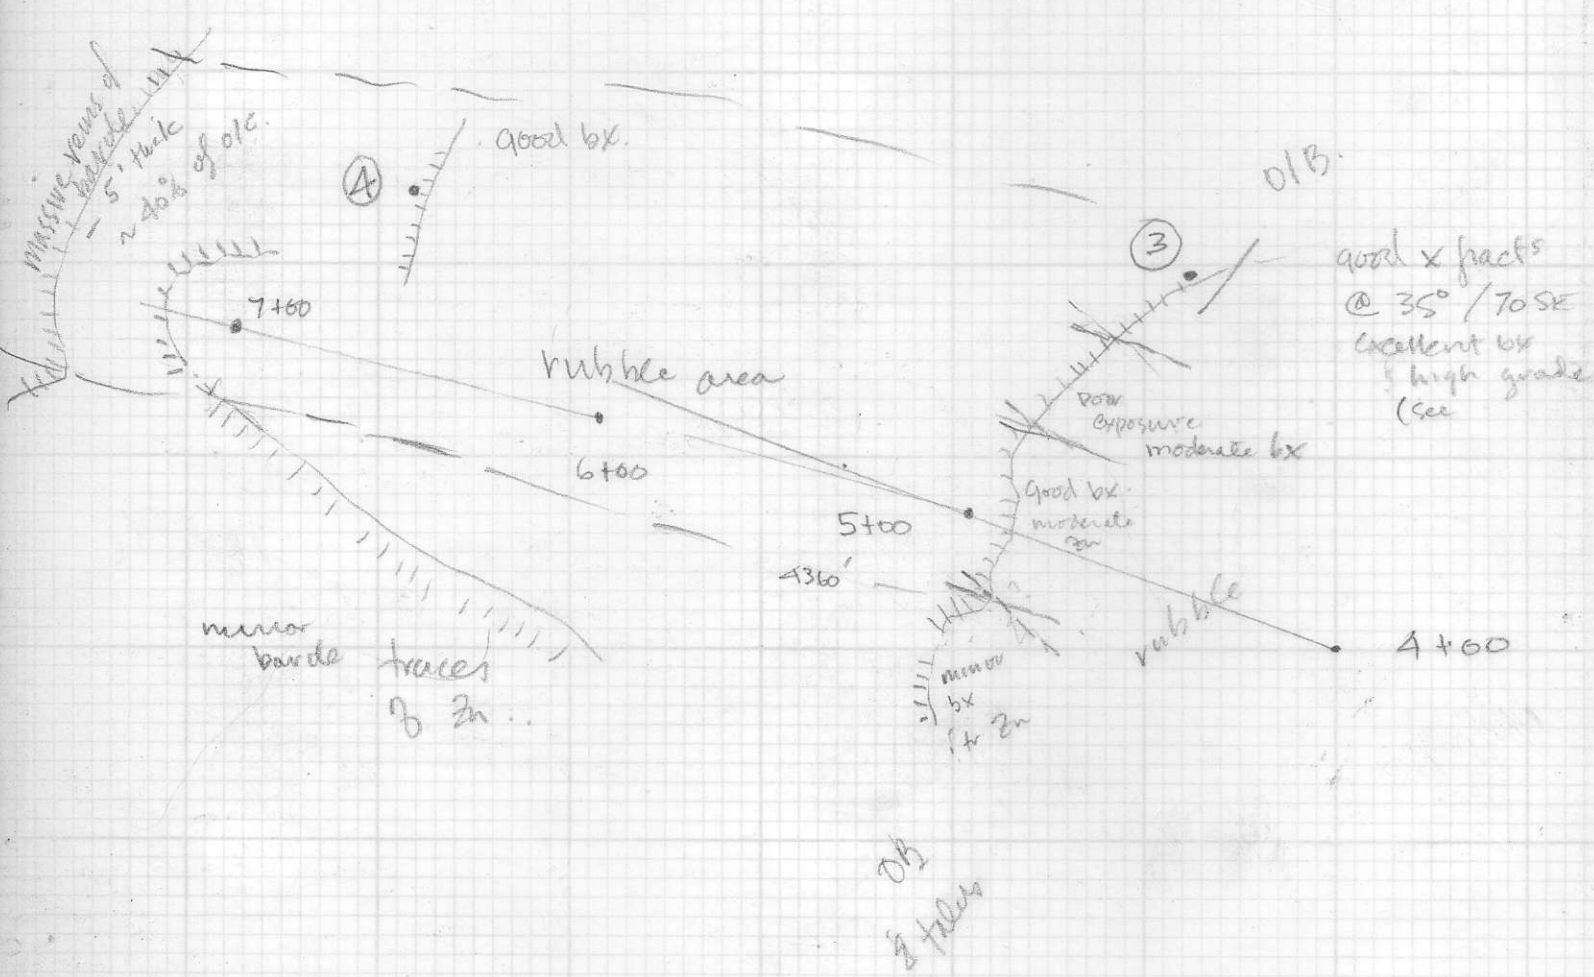 massive veins of
barite
- 5' thick
~ 40% of o/c.
④
good bx.
O/B.
③
good x fracts
@ 35° / 70 SE
excellent bx
& high grade
(see
7+00
rubble area
6+00
poor
exposure
moderate bx
good bx.
moderate
Zn
5+00
4360'
rubble
4+00
minor
barite
traces
of Zn ..
minor
bx
& tr Zn
OB
& talus